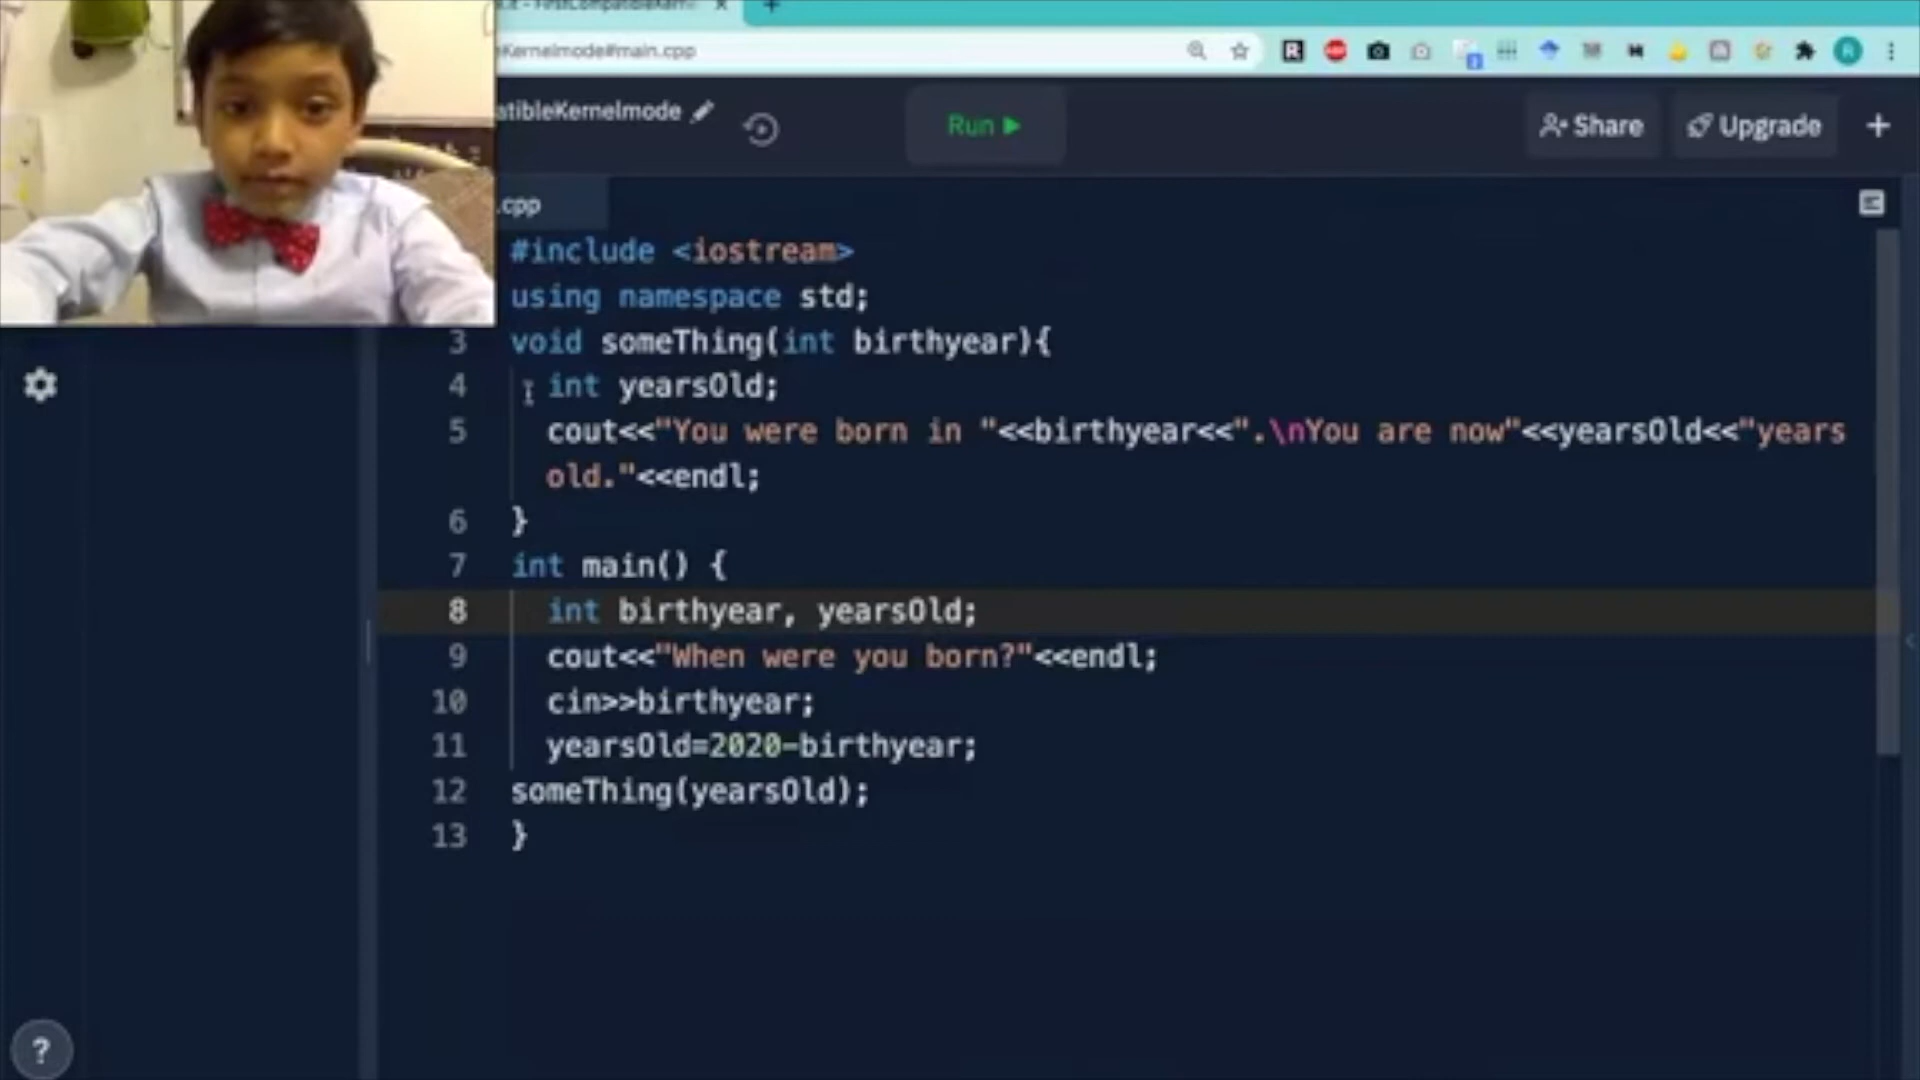 Kernelmode#main.cpp
atibleKernelmode
Run
Share
Upgrade
.cpp
#include <iostream>
using namespace std;
3 void someThing(int birthyear){
4 int yearsOld;
5 cout<<"You were born in "<<birthyear<<".\nYou are now"<<yearsOld<<"years
old."<<endl;
6 }
7 int main() {
8 int birthyear, yearsOld;
9 cout<<"When were you born?"<<endl;
10 cin>>birthyear;
11 yearsOld=2020-birthyear;
12 someThing(yearsOld);
13 }
?